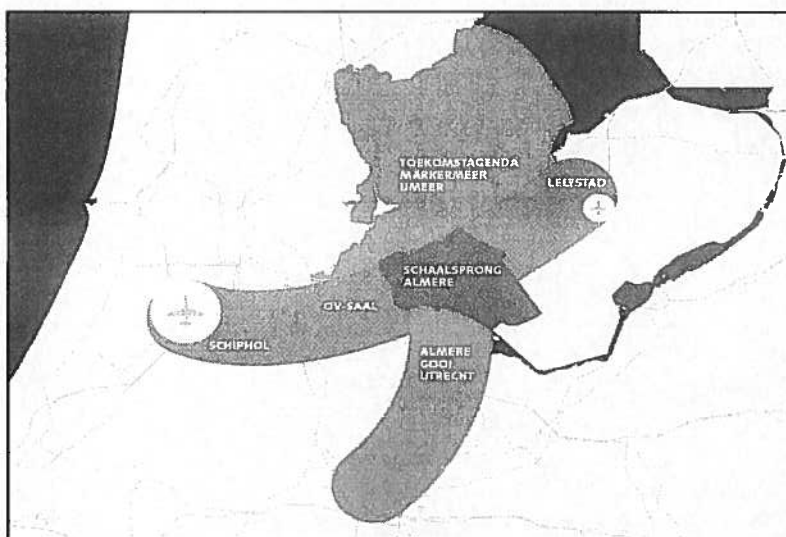 TOEKOMSTAGENDA
MARKERMEER
IJMEER
LELYSTAD
SCHAALSPRONG
ALMERE
OV-SAAL
SCHIPHOL
ALMERE
GOOI
UTRECHT